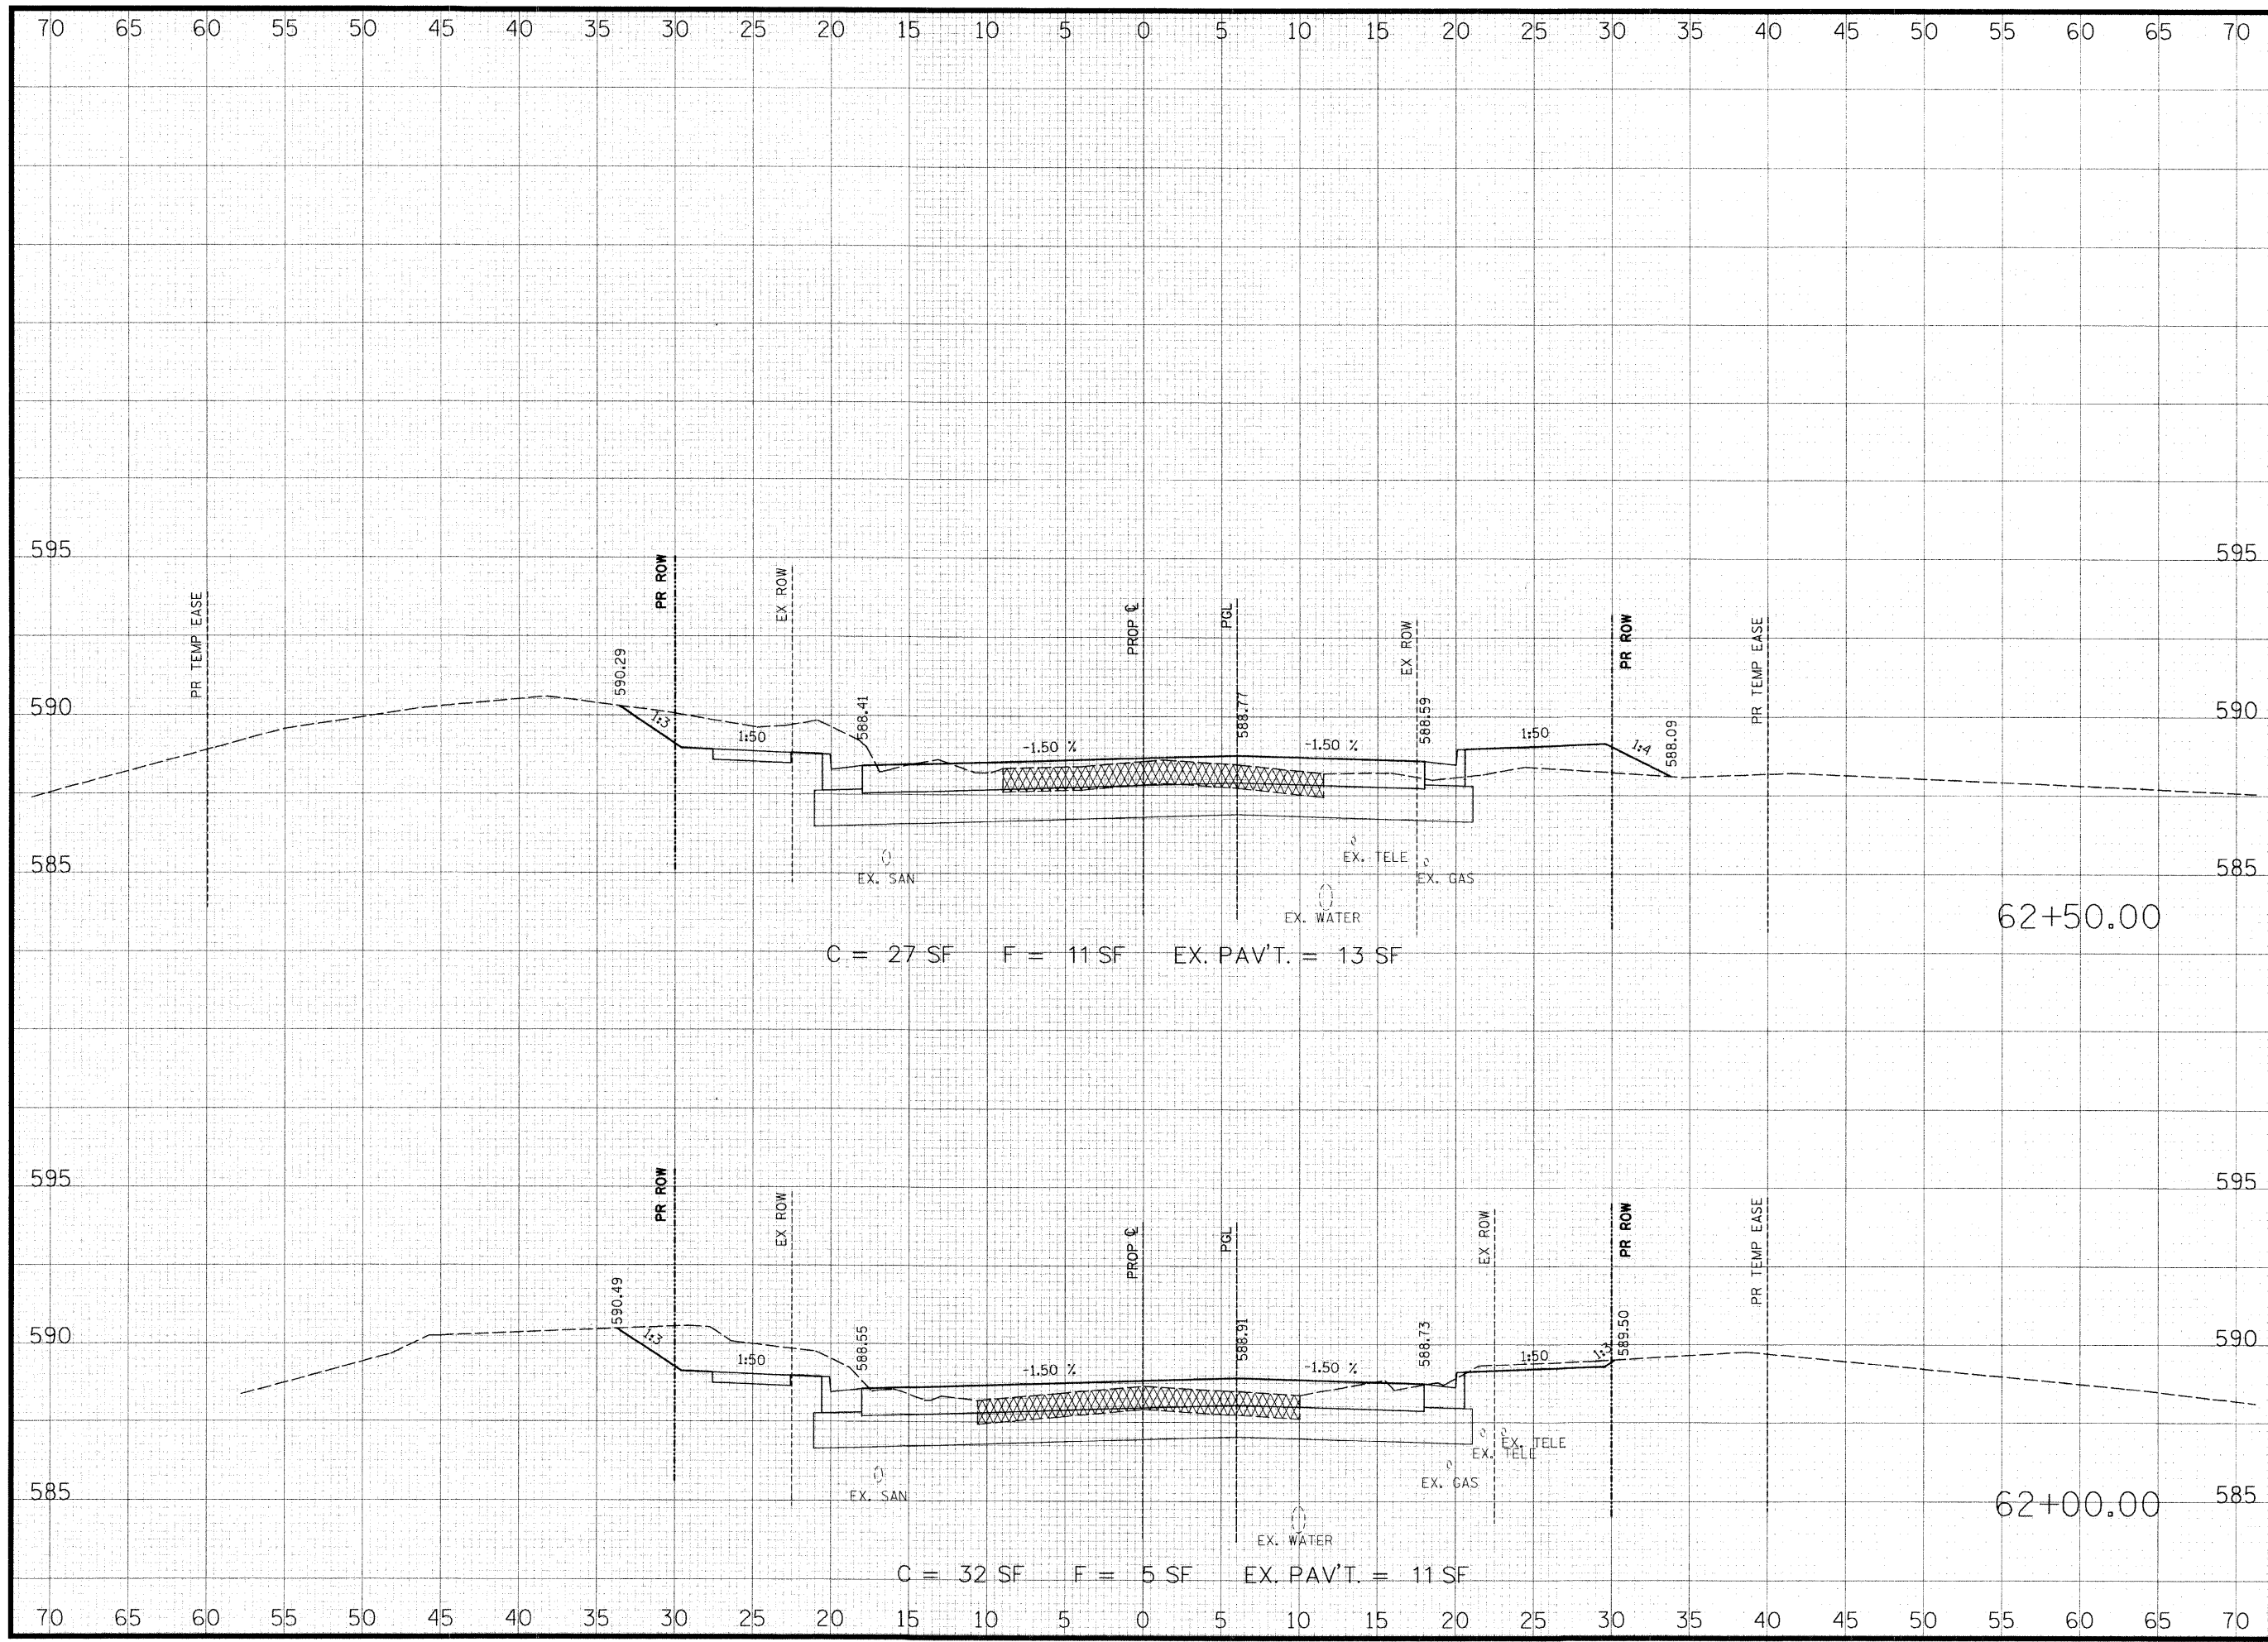 70 65 60 55 50 45 40 35 30 25 20 15 10 5 0 5 10 15 20 25 30 35 40 45 50 55 60 65 70
595 595
PR TEMP EASE
PR ROW
EX ROW
PROP ℄
PGL
EX ROW
PR ROW
PR TEMP EASE
590.29
588.41
588.77
588.59
588.09
590 590
1:3
1:50
-1.50 %
-1.50 %
1:50
1:4
585 585
EX. SAN
EX. TELE
EX. GAS
EX. WATER
62+50.00
C = 27 SF F = 11 SF EX. PAV'T. = 13 SF
595 595
PR ROW
EX ROW
PROP ℄
PGL
EX ROW
PR ROW
PR TEMP EASE
590.49
588.55
588.91
588.73
589.50
590 590
1:3
1:50
-1.50 %
-1.50 %
1:50
1:3
EX. TELE
EX. TELE
EX. GAS
585 585
EX. SAN
62+00.00
EX. WATER
C = 32 SF F = 5 SF EX. PAV'T. = 11 SF
70 65 60 55 50 45 40 35 30 25 20 15 10 5 0 5 10 15 20 25 30 35 40 45 50 55 60 65 70